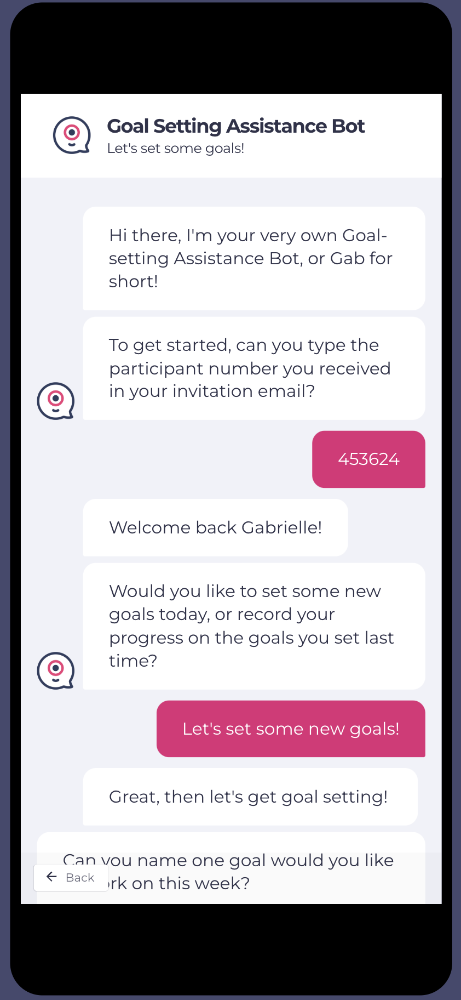 Goal Setting Assistance Bot
Let's set some goals!
Hi there, I'm your very own Goal-
setting Assistance Bot, or Gab for
short!
To get started, can you type the
participant number you received
in your invitation email?
453624
Welcome back Gabrielle!
Would you like to set some new
goals today, or record your
progress on the goals you set last
time?
Let's set some new goals!
Great, then let's get goal setting!
Can you name one goal would you like
on this week?
Back